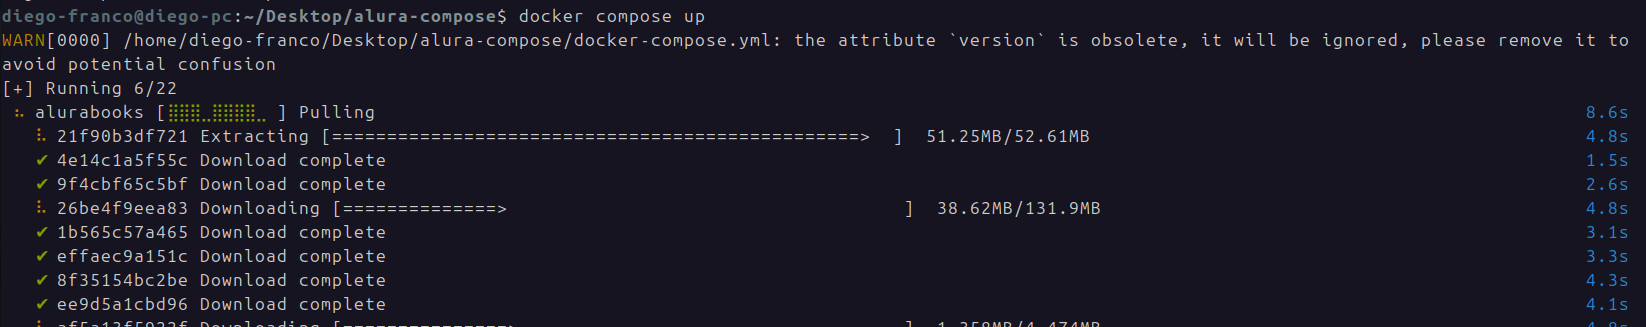 diego-franco@diego-pc:~/Desktop/alura-compose$ docker compose up
WARN[0000] /home/diego-franco/Desktop/alura-compose/docker-compose.yml: the attribute `version` is obsolete, it will be ignored, please remove it to
avoid potential confusion
[+] Running 6/22
alurabooks [⣿⣿⣿⣀⣿⣿⣿⣿⣀ ] Pulling 8.6s
21f90b3df721 Extracting [================================================>  ] 51.25MB/52.61MB 4.8s
✔ 4e14c1a5f55c Download complete 1.5s
✔ 9f4cbf65c5bf Download complete 2.6s
26be4f9eea83 Downloading [==============>                                    ] 38.62MB/131.9MB 4.8s
✔ 1b565c57a465 Download complete 3.1s
✔ effaec9a151c Download complete 3.3s
✔ 8f35154bc2be Download complete 4.3s
✔ ee9d5a1cbd96 Download complete 4.1s
Downloading [===============>                                   ]